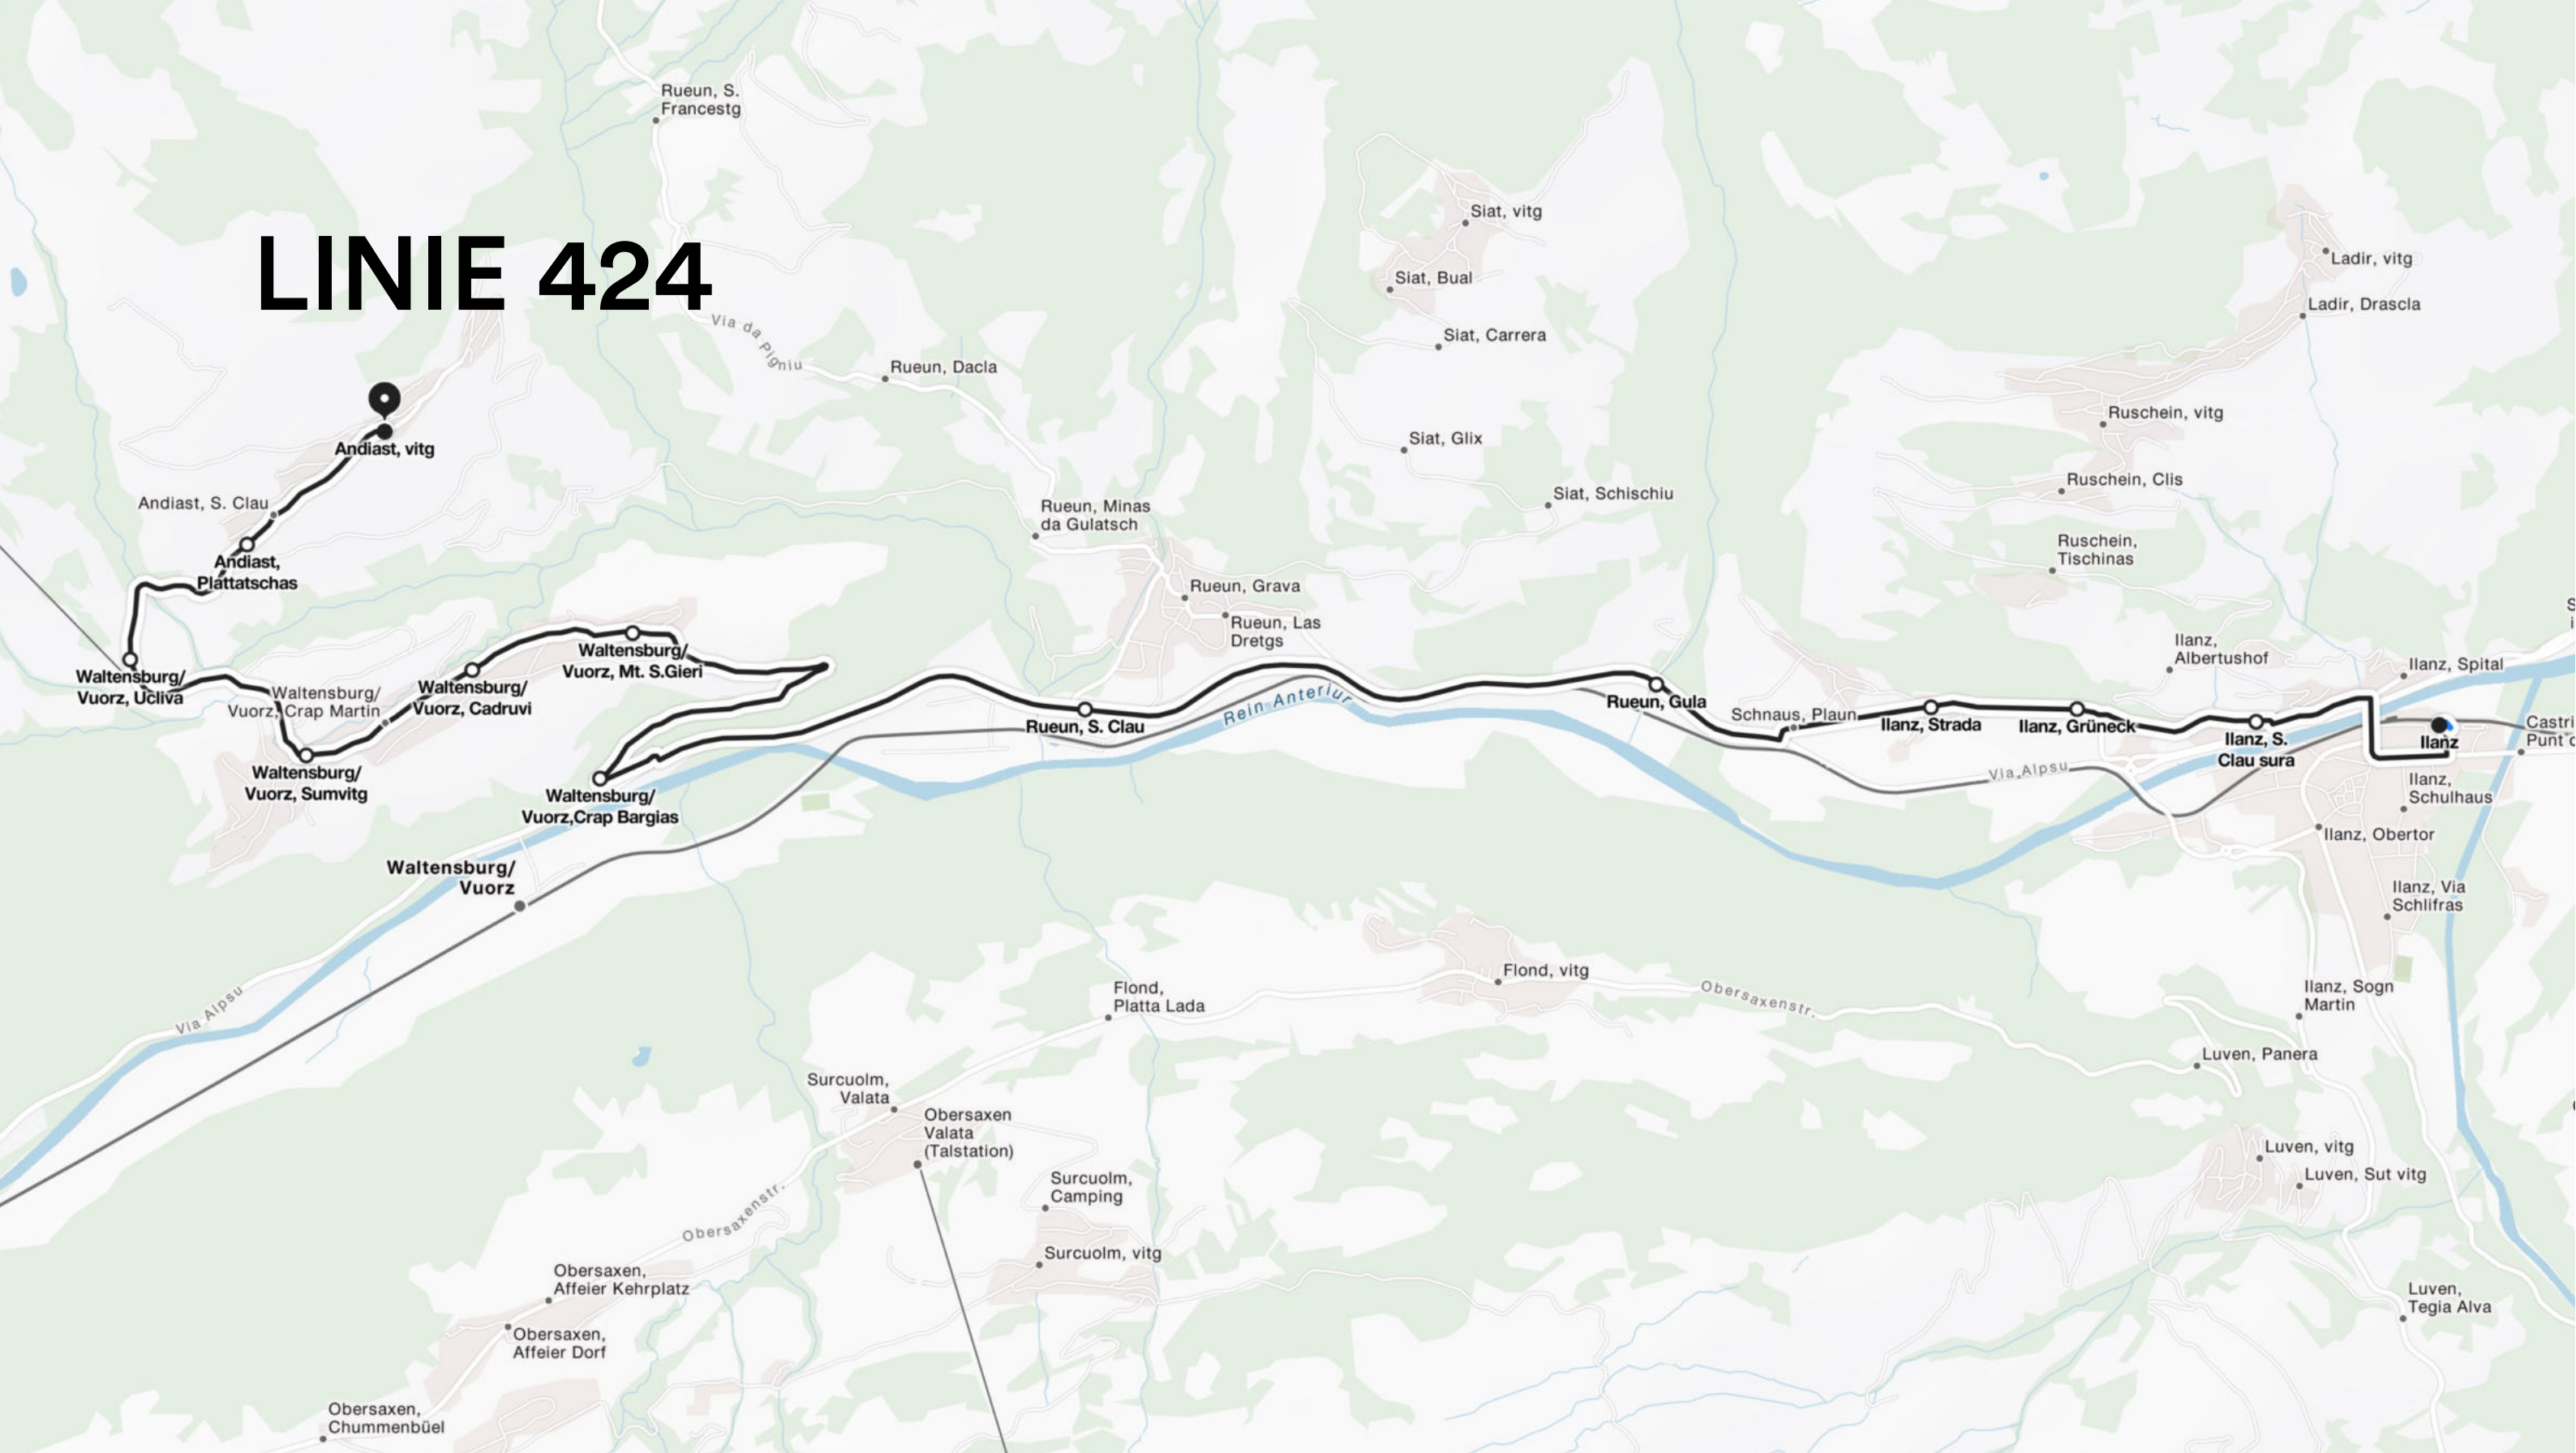 Rueun, S.
Francestg
Siat, vitg
LINIE 424
Ladir, vitg
Siat, Bual
Ladir, Drascla
Via da Pigniu
Siat, Carrera
Rueun, Dacla
Ruschein, vitg
Andiast, vitg
Siat, Glix
Ruschein, Clis
Siat, Schischiu
Andiast, S. Clau
Rueun, Minas
da Gulatsch
Andiast,
Plattatschas
Ruschein,
Tischinas
Rueun, Grava
Rueun, Las
Dretgs
Ilanz,
Albertushof
Ilanz, Spital
Waltensburg/
Vuorz, Mt. S.Gieri
Waltensburg/
Vuorz, Ucliva
Waltensburg/
Vuorz, Crap Martin
Waltensburg/
Vuorz, Cadruvi
Rein Anteriur
Rueun, Gula
Schnaus, Plaun
Rueun, S. Clau
Ilanz, Strada
Ilanz, Grüneck
Ilanz, S.
Clau sura
Ilanz
Castri
Punt
Waltensburg/
Vuorz, Sumvitg
Via Alpsu
Ilanz,
Schulhaus
Waltensburg/
Vuorz,Crap Bargias
Ilanz, Obertor
Waltensburg/
Vuorz
Ilanz, Via
Schlifras
Flond, vitg
Flond,
Platta Lada
Obersaxenstr.
Ilanz, Sogn
Martin
Via Alpsu
Luven, Panera
Surcuolm,
Valata
Obersaxen
Valata
(Talstation)
Luven, vitg
Luven, Sut vitg
Surcuolm,
Camping
Obersaxenstr.
Surcuolm, vitg
Obersaxen,
Affeier Kehrplatz
Luven,
Tegia Alva
Obersaxen,
Affeier Dorf
Obersaxen,
Chummenbüel